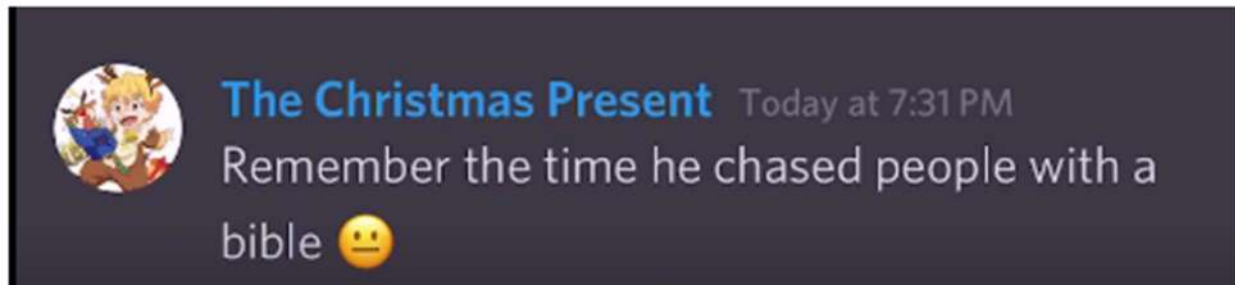 The Christmas Present Today at 7:31 PM
Remember the time he chased people with a
bible 😐